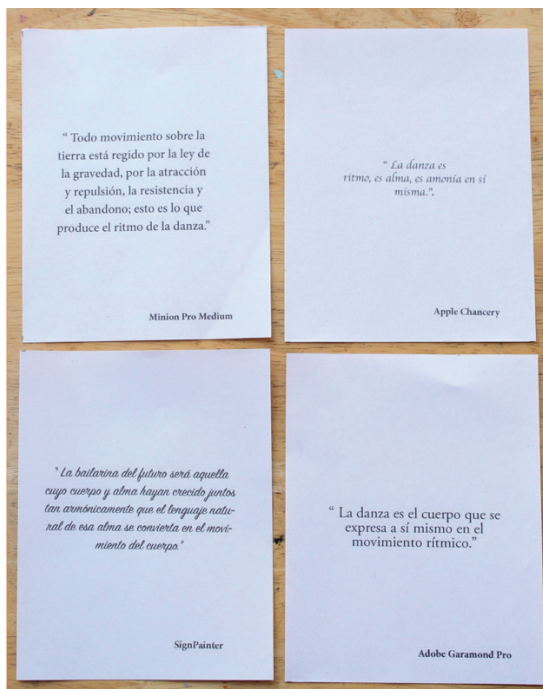 “ Todo movimiento sobre la
tierra está regido por la ley de
la gravedad, por la atracción
y repulsión, la resistencia y
el abandono; esto es lo que
produce el ritmo de la danza.”
Minion Pro Medium
“ La danza es
ritmo, es alma, es amonía en sí
misma.”.
Apple Chancery
“ La bailarina del futuro será aquella
cuyo cuerpo y alma hayan crecido juntos
tan armónicamente que el lenguaje natu-
ral de esa alma se convierta en el movi-
miento del cuerpo.”
SignPainter
“ La danza es el cuerpo que se
expresa a sí mismo en el
movimiento rítmico.”
Adobe Garamond Pro